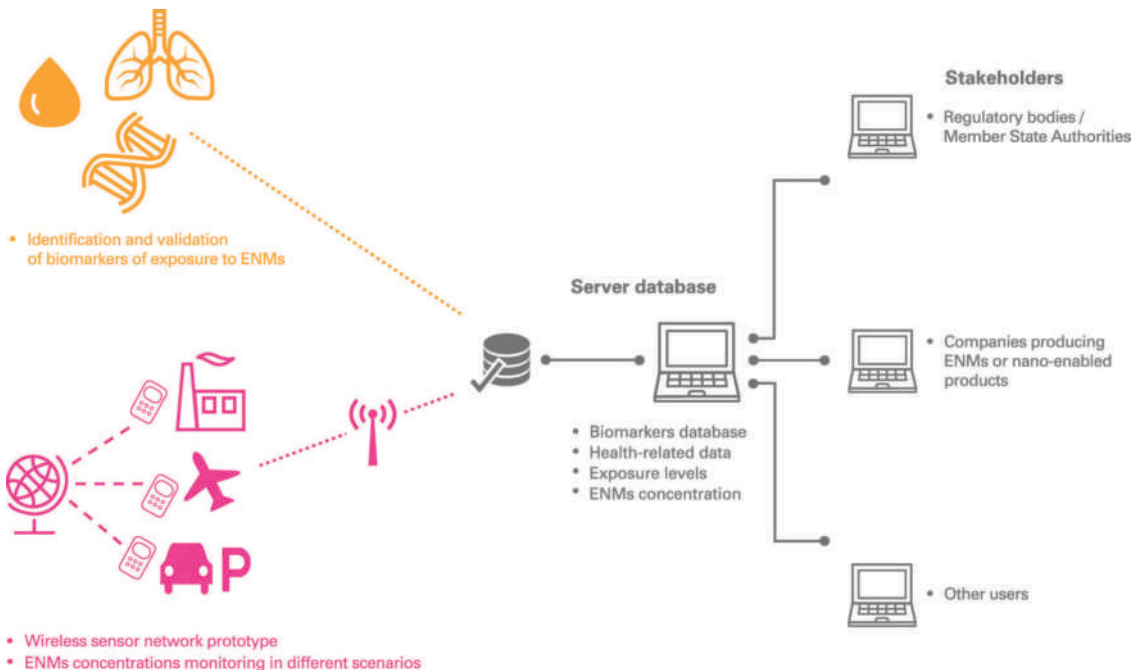 Stakeholders
• Regulatory bodies /
Member State Authorities
• Identification and validation
of biomarkers of exposure to ENMs
Server database
• Companies producing
ENMs or nano-enabled
products
• Biomarkers database
• Health-related data
• Exposure levels
• ENMs concentration
P
• Other users
• Wireless sensor network prototype
• ENMs concentrations monitoring in different scenarios